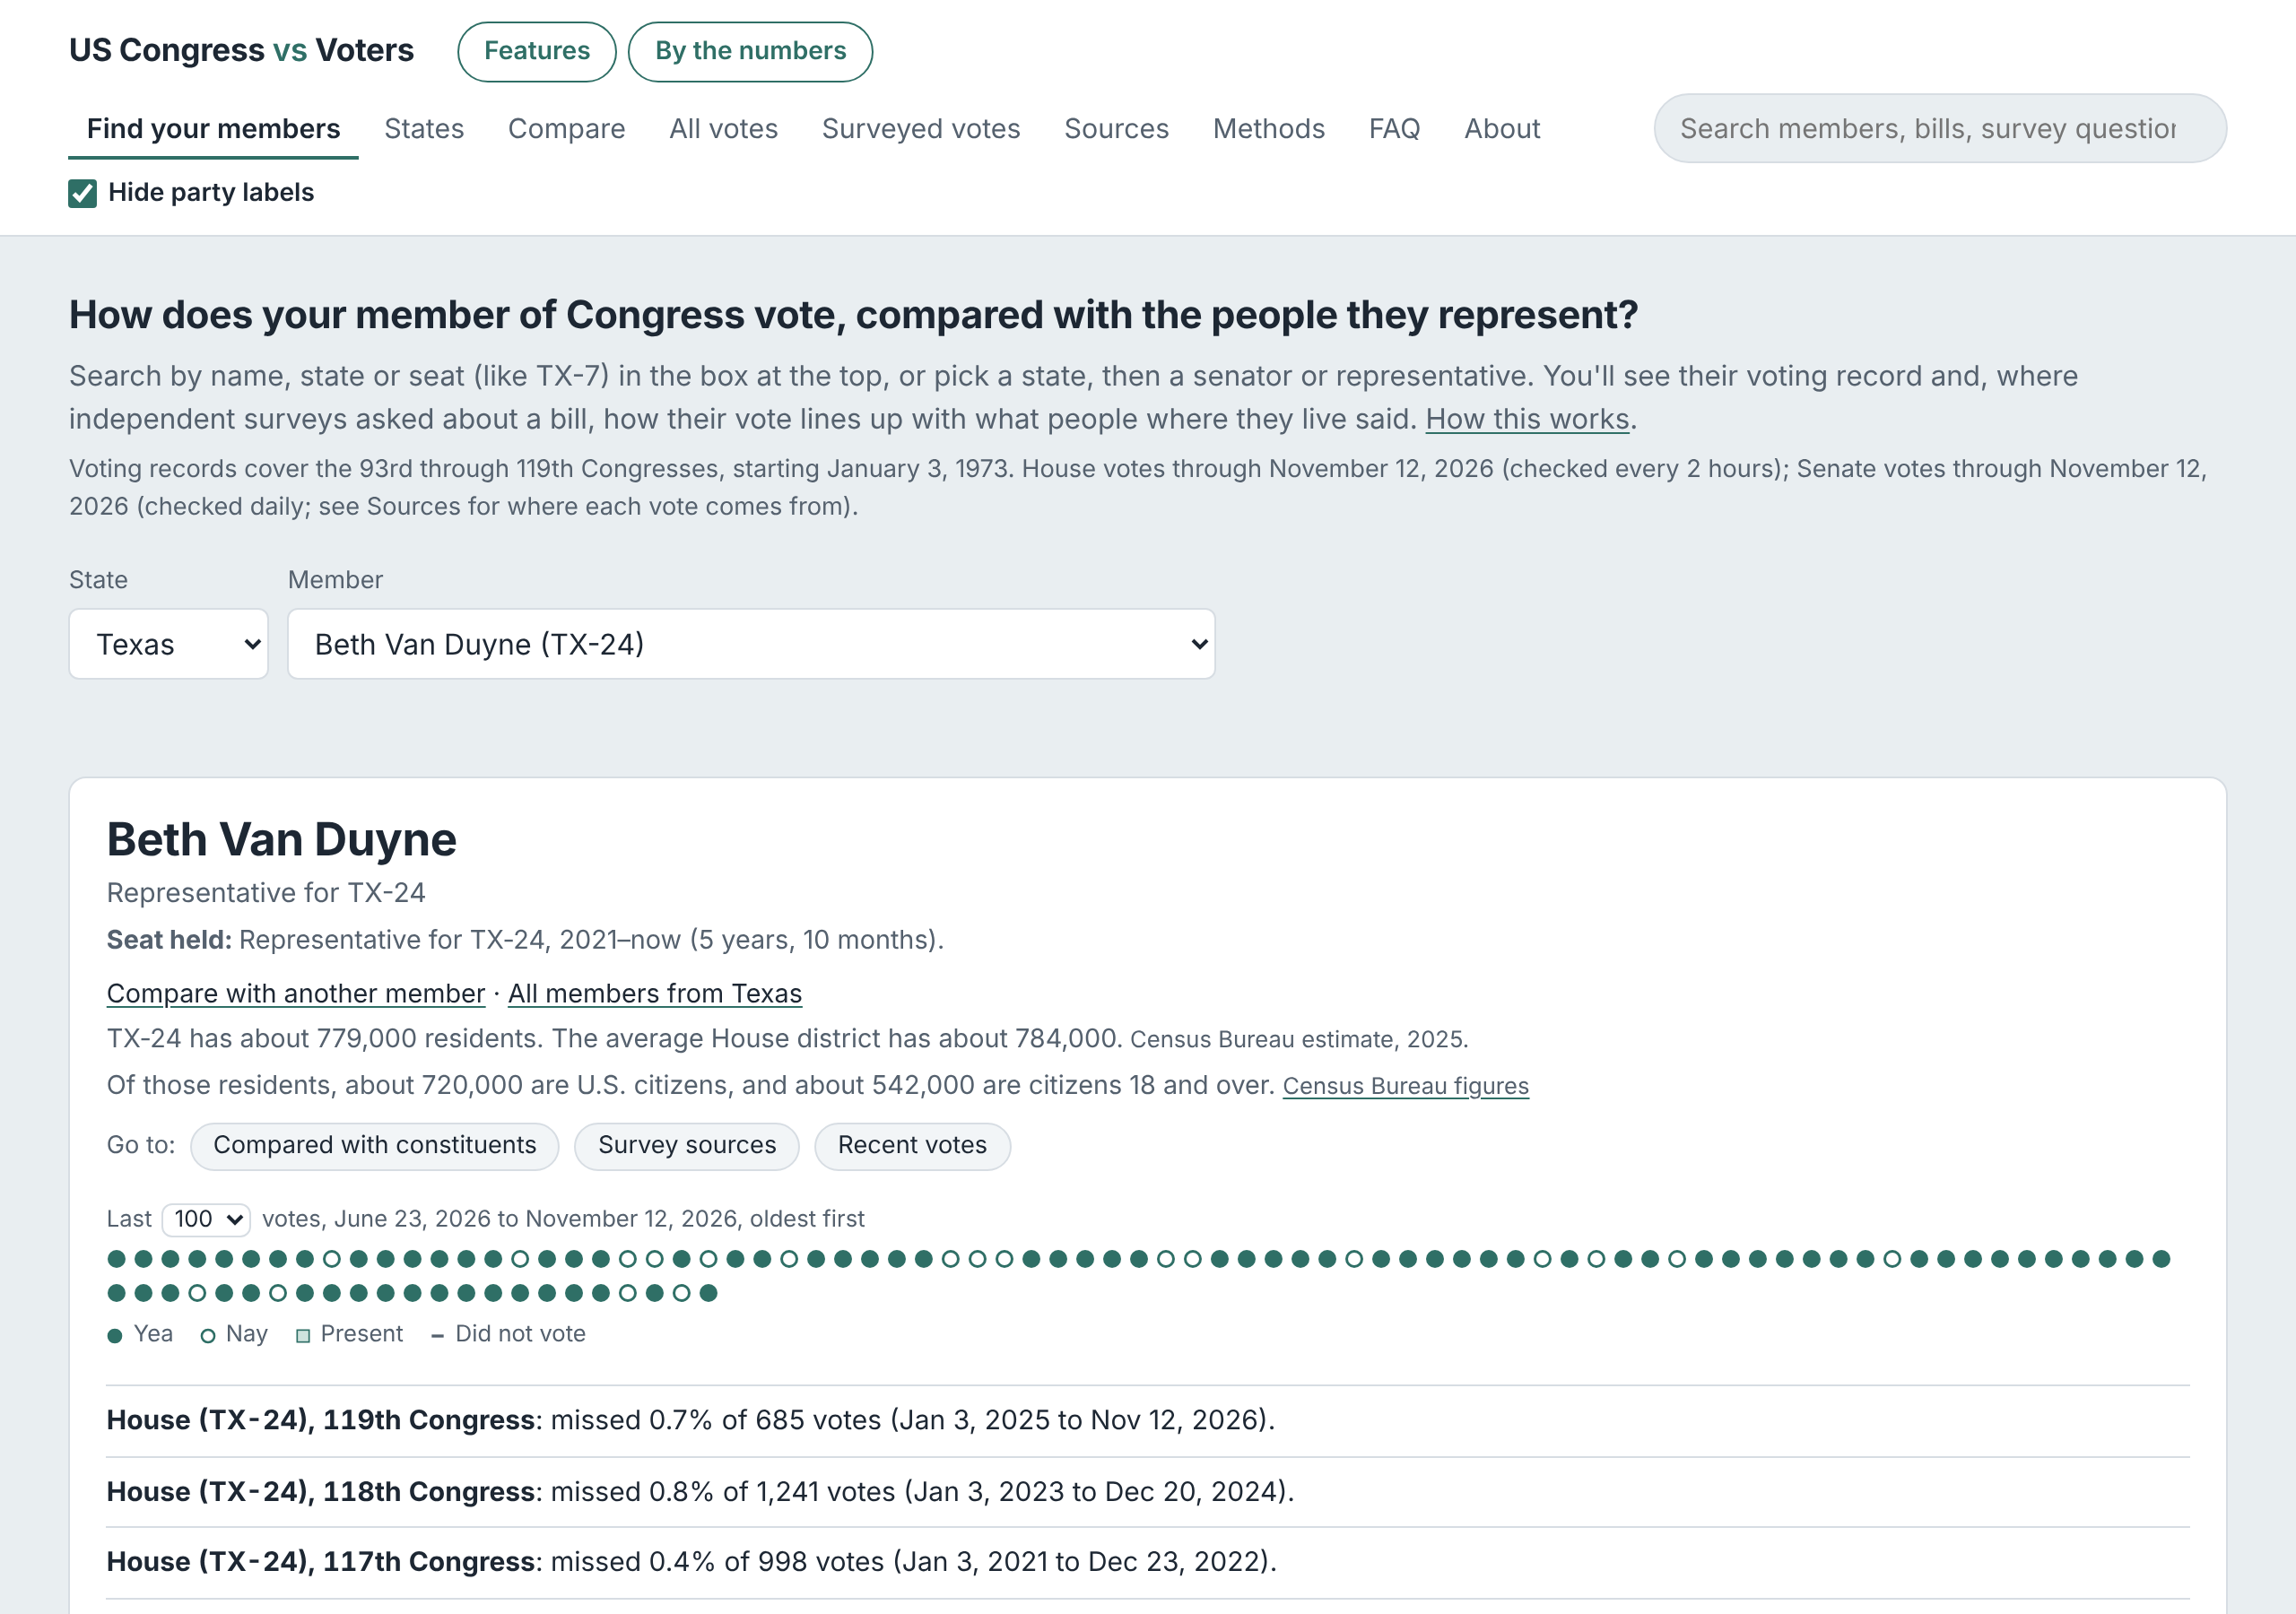 US Congress vs Voters
Features
By the numbers
Find your members
States
Compare
All votes
Surveyed votes
Sources
Methods
FAQ
About
Search members, bills, survey question
Hide party labels
How does your member of Congress vote, compared with the people they represent?
Search by name, state or seat (like TX-7) in the box at the top, or pick a state, then a senator or representative. You'll see their voting record and, where
independent surveys asked about a bill, how their vote lines up with what people where they live said. How this works.
Voting records cover the 93rd through 119th Congresses, starting January 3, 1973. House votes through November 12, 2026 (checked every 2 hours); Senate votes through November 12,
2026 (checked daily; see Sources for where each vote comes from).
State
Member
Texas
Beth Van Duyne (TX-24)
Beth Van Duyne
Representative for TX-24
Seat held: Representative for TX-24, 2021–now (5 years, 10 months).
Compare with another member · All members from Texas
TX-24 has about 779,000 residents. The average House district has about 784,000. Census Bureau estimate, 2025.
Of those residents, about 720,000 are U.S. citizens, and about 542,000 are citizens 18 and over. Census Bureau figures
Go to: Compared with constituents Survey sources Recent votes
Last 100 votes, June 23, 2026 to November 12, 2026, oldest first
Yea Nay Present Did not vote
House (TX-24), 119th Congress: missed 0.7% of 685 votes (Jan 3, 2025 to Nov 12, 2026).
House (TX-24), 118th Congress: missed 0.8% of 1,241 votes (Jan 3, 2023 to Dec 20, 2024).
House (TX-24), 117th Congress: missed 0.4% of 998 votes (Jan 3, 2021 to Dec 23, 2022).